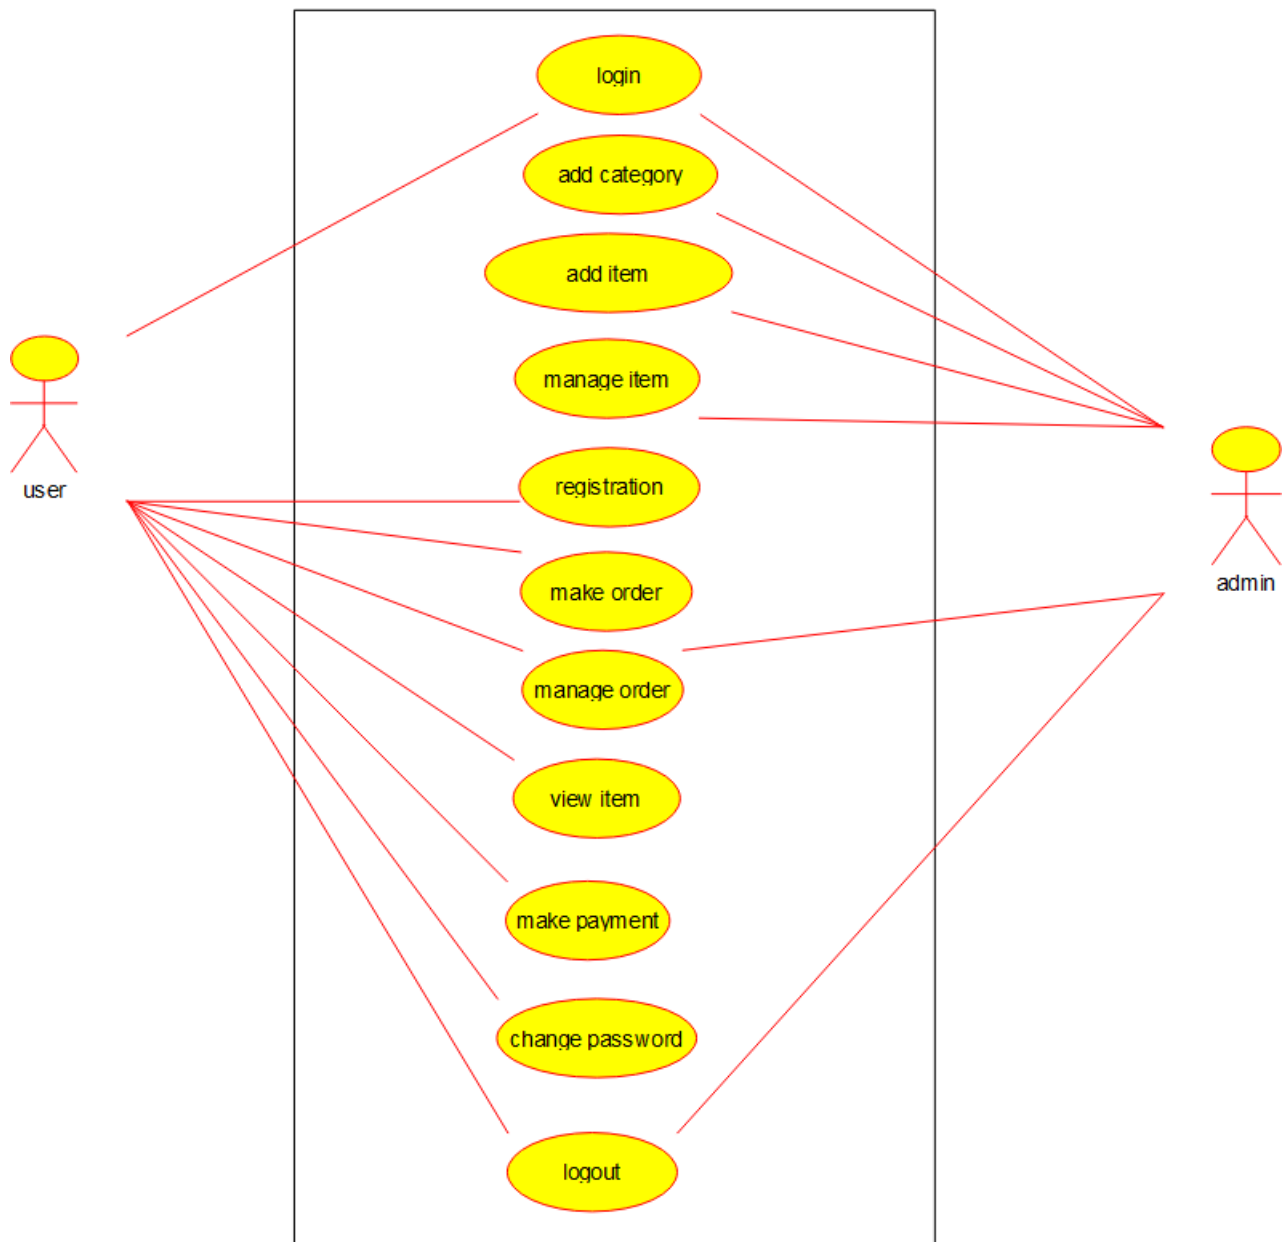 login
add category
add item
manage item
user
registration
admin
make order
manage order
view item
make payment
change password
logout